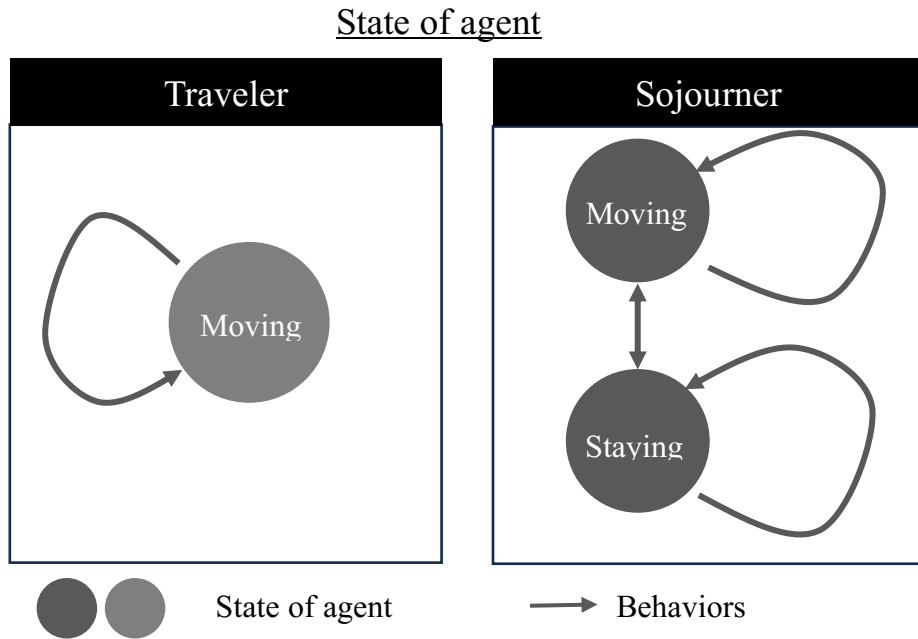 State of agent
Traveler
Sojourner
Moving
Moving
Staying
State of agent
Behaviors